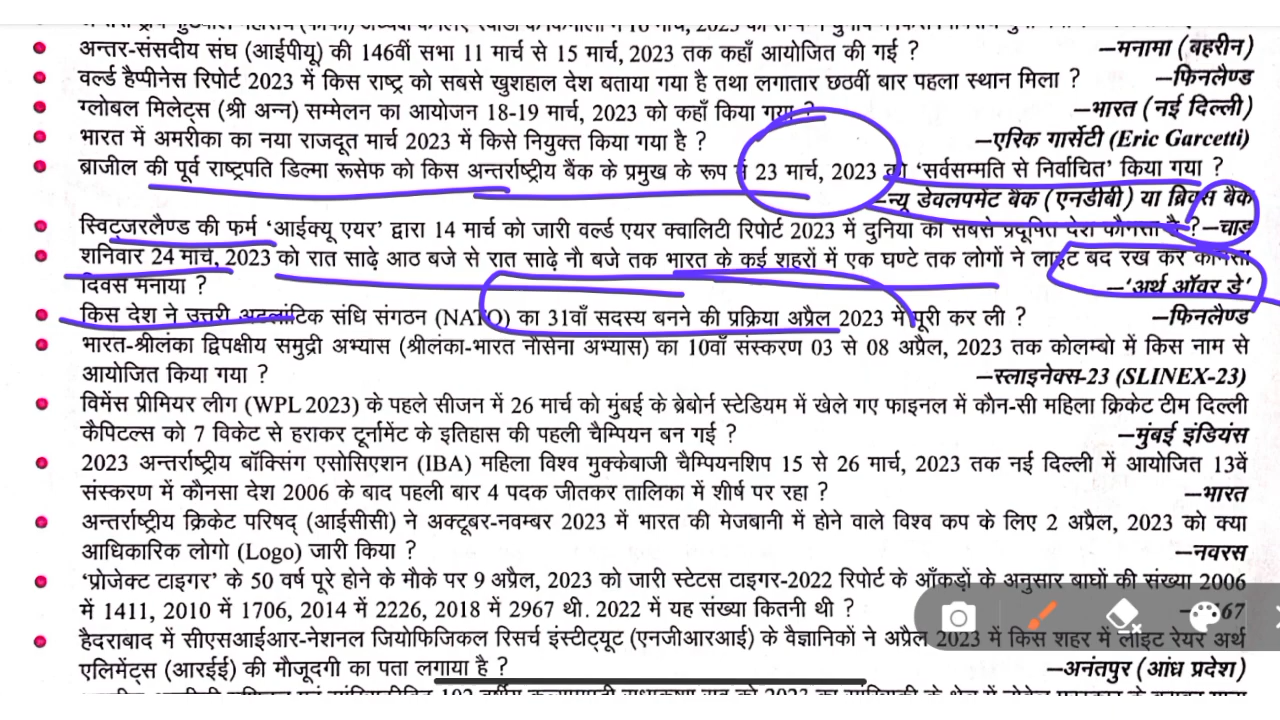 16 मार्च, 2023 को
अन्तर-संसदीय संघ (आईपीयू) की 146वीं सभा 11 मार्च से 15 मार्च, 2023 तक कहाँ आयोजित की गई ? –मनामा (बहरीन)
वर्ल्ड हैप्पीनेस रिपोर्ट 2023 में किस राष्ट्र को सबसे खुशहाल देश बताया गया है तथा लगातार छठवीं बार पहला स्थान मिला ? –फिनलैण्ड
ग्लोबल मिलेट्स (श्री अन्न) सम्मेलन का आयोजन 18-19 मार्च, 2023 को कहाँ किया गया ? –भारत (नई दिल्ली)
भारत में अमरीका का नया राजदूत मार्च 2023 में किसे नियुक्त किया गया है ? –एरिक गार्सेटी (Eric Garcetti)
ब्राजील की पूर्व राष्ट्रपति डिल्मा रूसेफ को किस अन्तर्राष्ट्रीय बैंक के प्रमुख के रूप में 23 मार्च, 2023 को ‘सर्वसम्मति से निर्वाचित’ किया गया ?
–न्यू डेवलपमेंट बैंक (एनडीबी) या ब्रिक्स बैंक
स्विट्जरलैण्ड की फर्म ‘आईक्यू एयर’ द्वारा 14 मार्च को जारी वर्ल्ड एयर क्वालिटी रिपोर्ट 2023 में दुनिया का सबसे प्रदूषित देश कौनसा है ?–चाड
शनिवार 24 मार्च, 2023 को रात साढ़े आठ बजे से रात साढ़े नौ बजे तक भारत के कई शहरों में एक घण्टे तक लोगों ने लाइट बंद रख कर कौनसा
दिवस मनाया ? –‘अर्थ ऑवर डे’
किस देश ने उत्तरी अटलांटिक संधि संगठन (NATO) का 31वाँ सदस्य बनने की प्रक्रिया अप्रैल 2023 में पूरी कर ली ? –फिनलैण्ड
भारत-श्रीलंका द्विपक्षीय समुद्री अभ्यास (श्रीलंका-भारत नौसेना अभ्यास) का 10वाँ संस्करण 03 से 08 अप्रैल, 2023 तक कोलम्बो में किस नाम से
आयोजित किया गया ? –स्लाइनेक्स-23 (SLINEX-23)
विमेंस प्रीमियर लीग (WPL 2023) के पहले सीजन में 26 मार्च को मुंबई के ब्रेबोर्न स्टेडियम में खेले गए फाइनल में कौन-सी महिला क्रिकेट टीम दिल्ली
कैपिटल्स को 7 विकेट से हराकर टूर्नामेंट के इतिहास की पहली चैम्पियन बन गई ? –मुंबई इंडियंस
2023 अन्तर्राष्ट्रीय बॉक्सिंग एसोसिएशन (IBA) महिला विश्व मुक्केबाजी चैम्पियनशिप 15 से 26 मार्च, 2023 तक नई दिल्ली में आयोजित 13वें
संस्करण में कौनसा देश 2006 के बाद पहली बार 4 पदक जीतकर तालिका में शीर्ष पर रहा ? –भारत
अन्तर्राष्ट्रीय क्रिकेट परिषद् (आईसीसी) ने अक्टूबर-नवम्बर 2023 में भारत की मेजबानी में होने वाले विश्व कप के लिए 2 अप्रैल, 2023 को क्या
आधिकारिक लोगो (Logo) जारी किया ? –नवरस
‘प्रोजेक्ट टाइगर’ के 50 वर्ष पूरे होने के मौके पर 9 अप्रैल, 2023 को जारी स्टेटस टाइगर-2022 रिपोर्ट के आँकड़ों के अनुसार बाघों की संख्या 2006
में 1411, 2010 में 1706, 2014 में 2226, 2018 में 2967 थी. 2022 में यह संख्या कितनी थी ? 67
हैदराबाद में सीएसआईआर-नेशनल जियोफिजिकल रिसर्च इंस्टीट्यूट (एनजीआरआई) के वैज्ञानिकों ने अप्रैल 2023 में किस शहर में लाइट रेयर अर्थ
एलिमेंट्स (आरईई) की मौजूदगी का पता लगाया है ? –अनंतपुर (आंध्र प्रदेश)